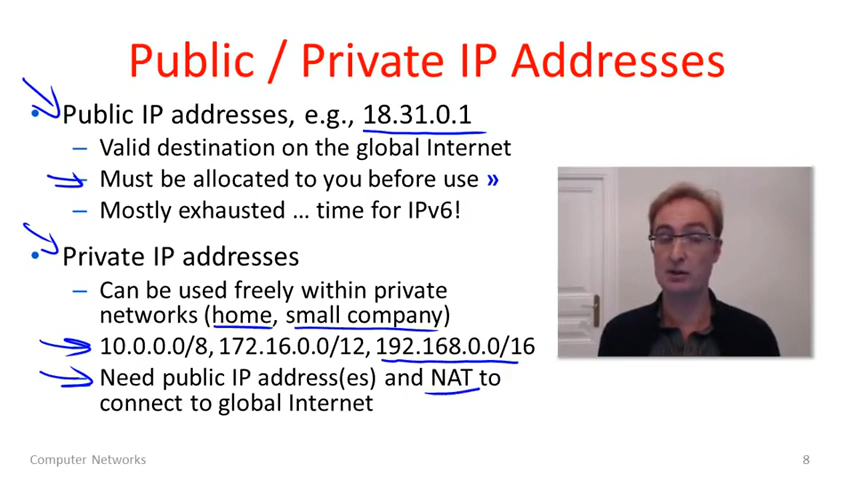 Public / Private IP Addresses
• Public IP addresses, e.g., 18.31.0.1
– Valid destination on the global Internet
– Must be allocated to you before use »
– Mostly exhausted … time for IPv6!
• Private IP addresses
– Can be used freely within private
networks (home, small company)
– 10.0.0.0/8, 172.16.0.0/12, 192.168.0.0/16
– Need public IP address(es) and NAT to
connect to global Internet
Computer Networks
8